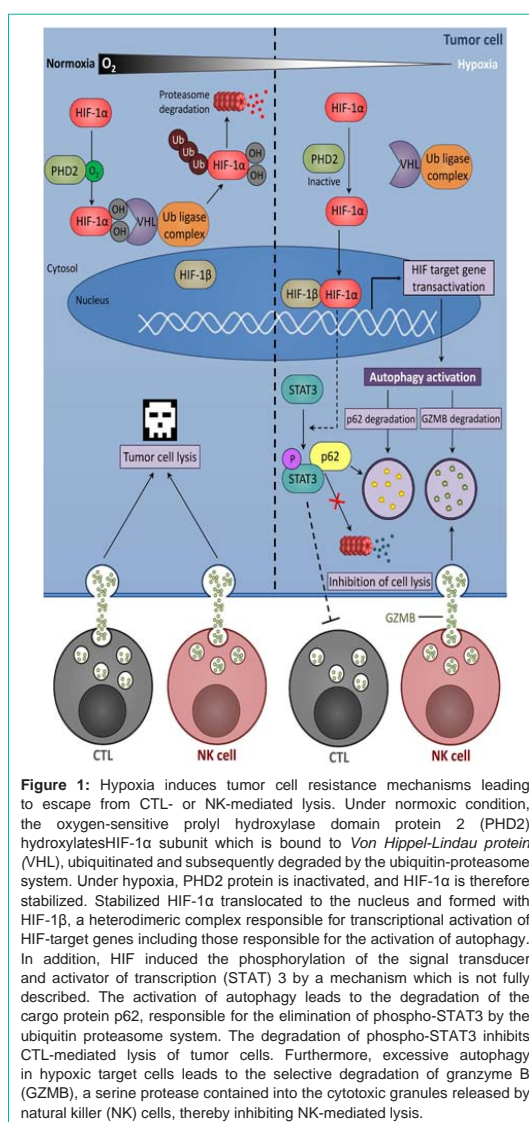 Tumor cell
Normoxia O2 Hypoxia
Proteasome
degradation
HIF-1α
PHD2 O2
HIF-1α
OH
OH
VHL
Ub ligase
complex
Ub
Ub
Ub
HIF-1α
OH
OH
HIF-1α
PHD2
Inactive
HIF-1α
VHL
Ub ligase
complex
Cytosol
Nucleus
HIF-1β
HIF-1β HIF-1α
HIF target gene
transactivation
Autophagy activation
p62 degradation GZMB degradation
STAT3
P
STAT3
p62
Tumor cell lysis
Inhibition of cell lysis
GZMB
CTL NK cell CTL NK cell
Figure 1: Hypoxia induces tumor cell resistance mechanisms leading
to escape from CTL- or NK-mediated lysis. Under normoxic condition,
the oxygen-sensitive prolyl hydroxylase domain protein 2 (PHD2)
hydroxylatesHIF-1α subunit which is bound to Von Hippel-Lindau protein
(VHL), ubiquitinated and subsequently degraded by the ubiquitin-proteasome
system. Under hypoxia, PHD2 protein is inactivated, and HIF-1α is therefore
stabilized. Stabilized HIF-1α translocated to the nucleus and formed with
HIF-1β, a heterodimeric complex responsible for transcriptional activation of
HIF-target genes including those responsible for the activation of autophagy.
In addition, HIF induced the phosphorylation of the signal transducer
and activator of transcription (STAT) 3 by a mechanism which is not fully
described. The activation of autophagy leads to the degradation of the
cargo protein p62, responsible for the elimination of phospho-STAT3 by the
ubiquitin proteasome system. The degradation of phospho-STAT3 inhibits
CTL-mediated lysis of tumor cells. Furthermore, excessive autophagy
in hypoxic target cells leads to the selective degradation of granzyme B
(GZMB), a serine protease contained into the cytotoxic granules released by
natural killer (NK) cells, thereby inhibiting NK-mediated lysis.